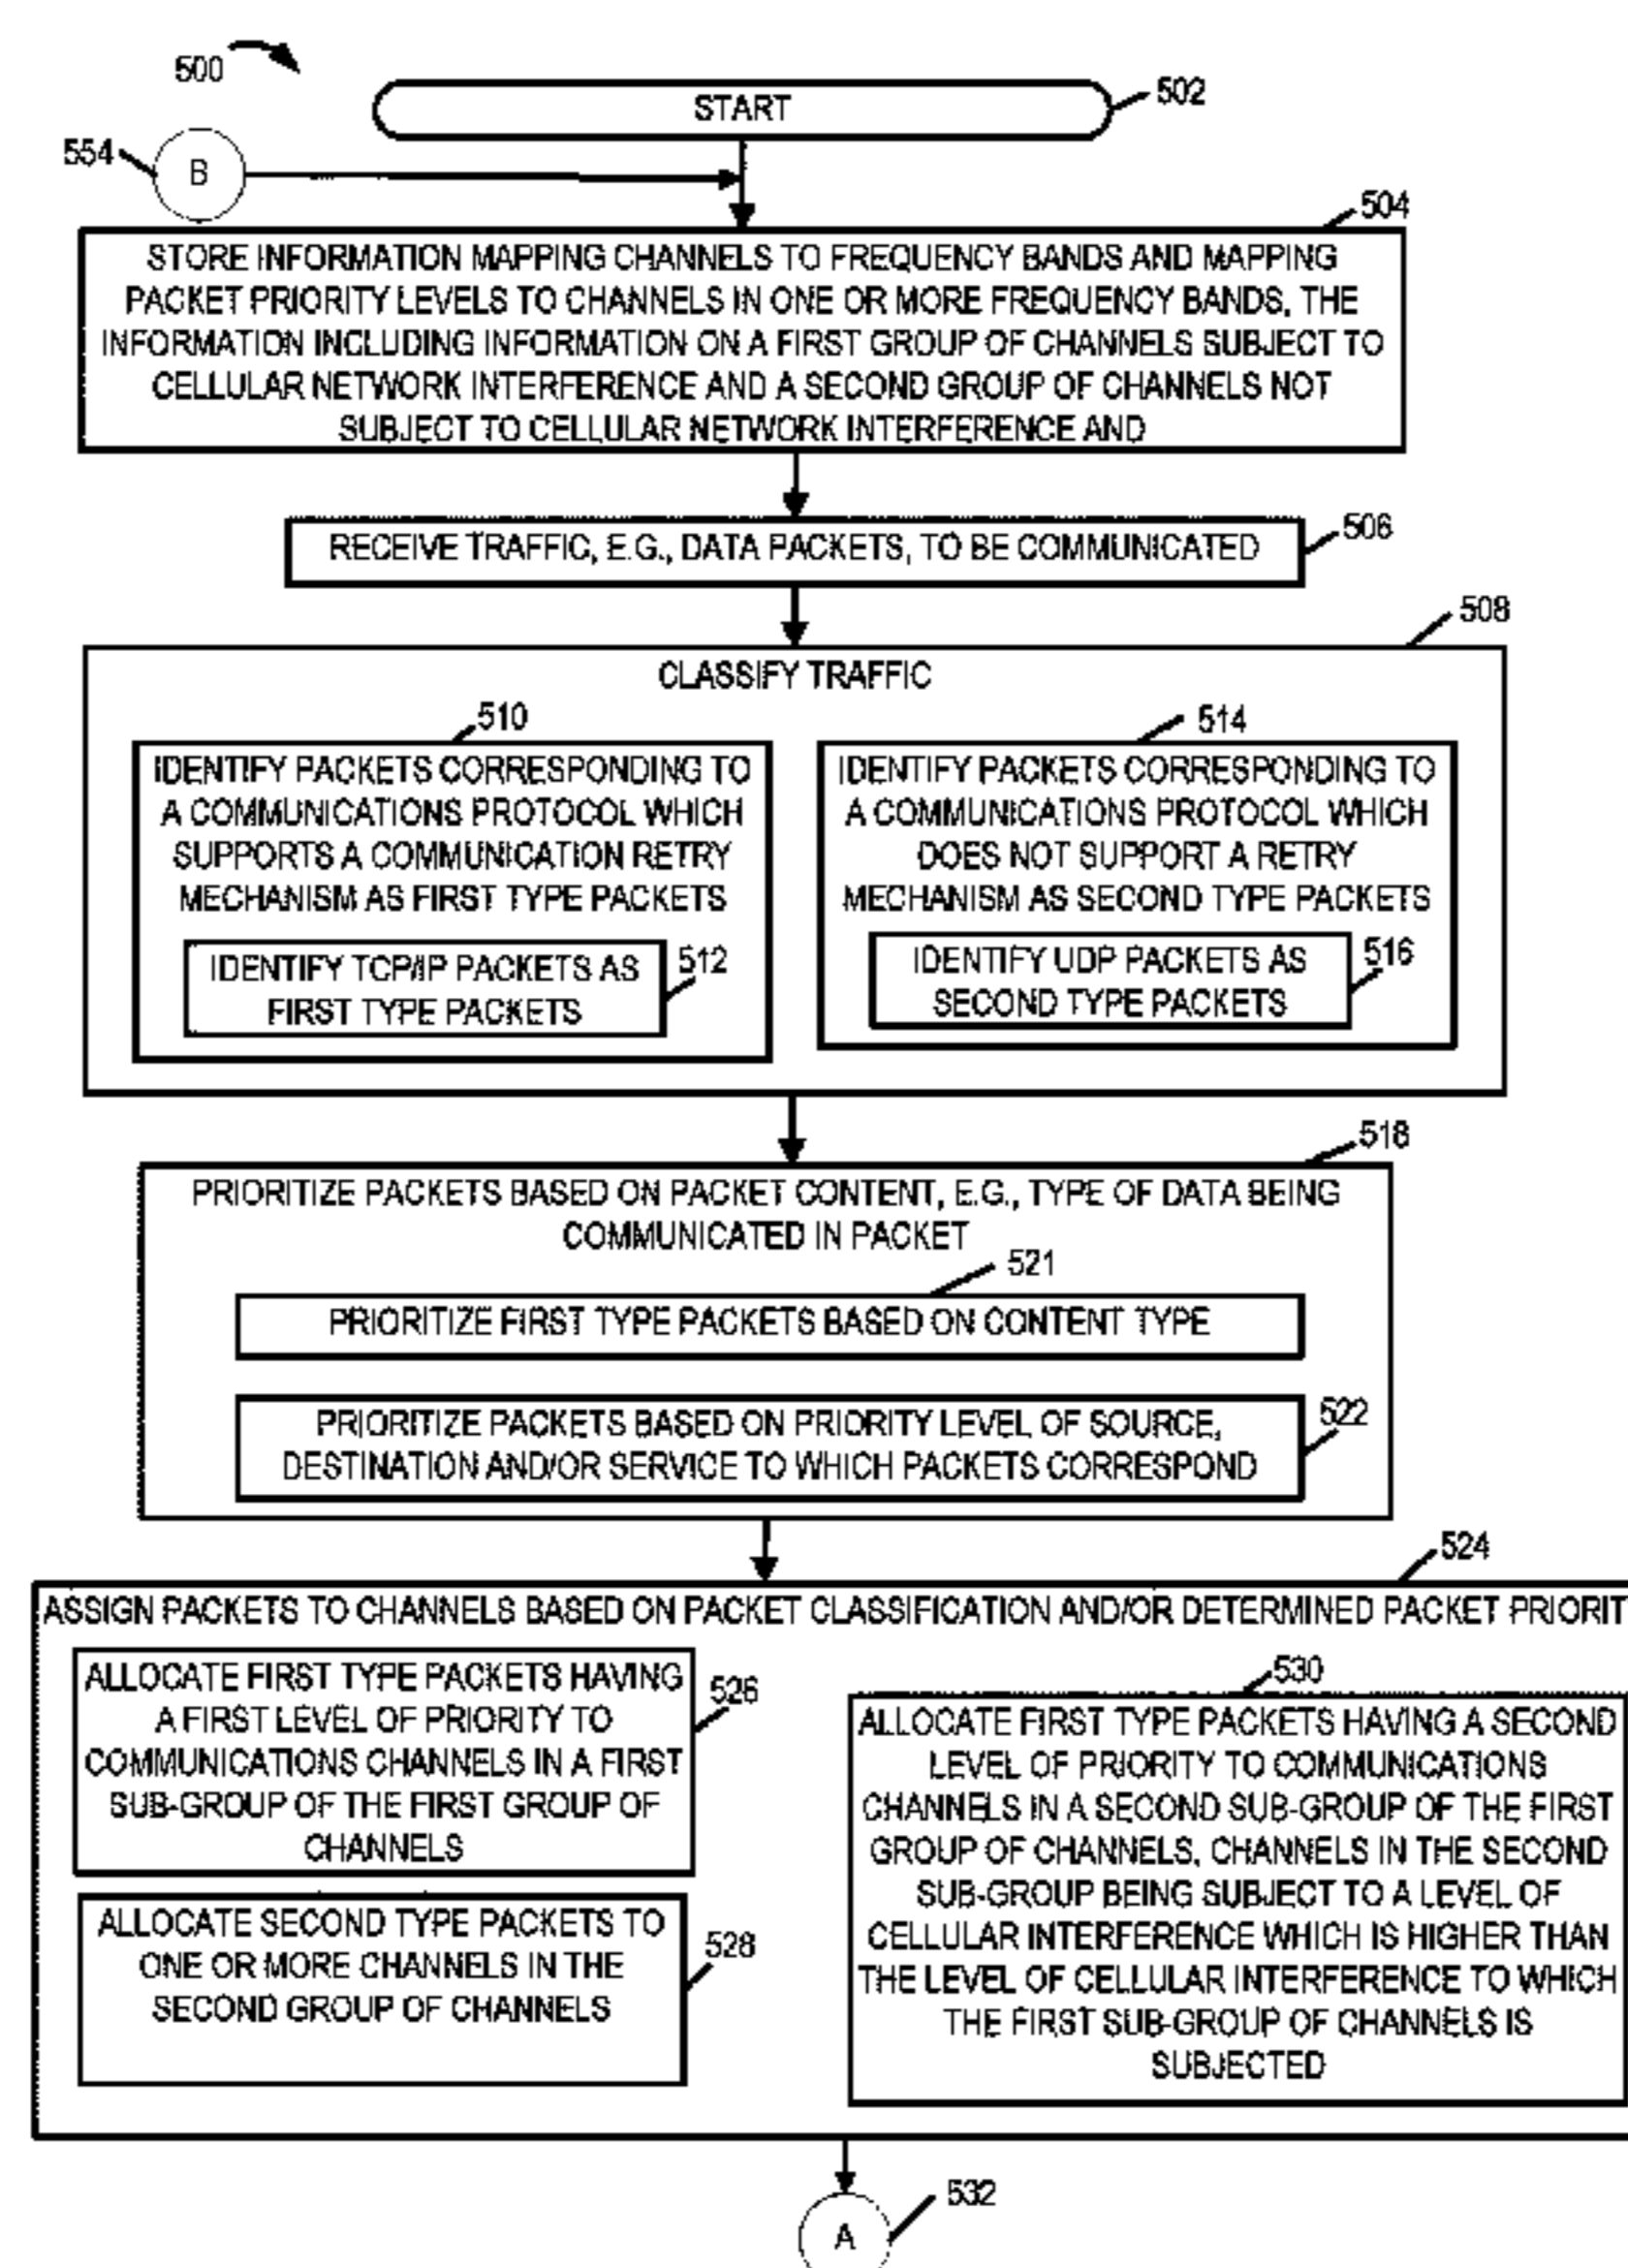 500
START
502
554
B
504
STORE INFORMATION MAPPING CHANNELS TO FREQUENCY BANDS AND MAPPING
PACKET PRIORITY LEVELS TO CHANNELS IN ONE OR MORE FREQUENCY BANDS, THE
INFORMATION INCLUDING INFORMATION ON A FIRST GROUP OF CHANNELS SUBJECT TO
CELLULAR NETWORK INTERFERENCE AND A SECOND GROUP OF CHANNELS NOT
SUBJECT TO CELLULAR NETWORK INTERFERENCE AND
RECEIVE TRAFFIC, E.G., DATA PACKETS, TO BE COMMUNICATED
506
508
CLASSIFY TRAFFIC
510
IDENTIFY PACKETS CORRESPONDING TO
A COMMUNICATIONS PROTOCOL WHICH
SUPPORTS A COMMUNICATION RETRY
MECHANISM AS FIRST TYPE PACKETS
IDENTIFY TCP/IP PACKETS AS
FIRST TYPE PACKETS
512
514
IDENTIFY PACKETS CORRESPONDING TO
A COMMUNICATIONS PROTOCOL WHICH
DOES NOT SUPPORT A RETRY
MECHANISM AS SECOND TYPE PACKETS
IDENTIFY UDP PACKETS AS
SECOND TYPE PACKETS
516
518
PRIORITIZE PACKETS BASED ON PACKET CONTENT, E.G., TYPE OF DATA BEING
COMMUNICATED IN PACKET
521
PRIORITIZE FIRST TYPE PACKETS BASED ON CONTENT TYPE
PRIORITIZE PACKETS BASED ON PRIORITY LEVEL OF SOURCE,
DESTINATION AND/OR SERVICE TO WHICH PACKETS CORRESPOND
522
524
ASSIGN PACKETS TO CHANNELS BASED ON PACKET CLASSIFICATION AND/OR DETERMINED PACKET PRIORIT
ALLOCATE FIRST TYPE PACKETS HAVING
A FIRST LEVEL OF PRIORITY TO
COMMUNICATIONS CHANNELS IN A FIRST
SUB-GROUP OF THE FIRST GROUP OF
CHANNELS
526
ALLOCATE SECOND TYPE PACKETS TO
ONE OR MORE CHANNELS IN THE
SECOND GROUP OF CHANNELS
528
530
ALLOCATE FIRST TYPE PACKETS HAVING A SECOND
LEVEL OF PRIORITY TO COMMUNICATIONS
CHANNELS IN A SECOND SUB-GROUP OF THE FIRST
GROUP OF CHANNELS, CHANNELS IN THE SECOND
SUB-GROUP BEING SUBJECT TO A LEVEL OF
CELLULAR INTERFERENCE WHICH IS HIGHER THAN
THE LEVEL OF CELLULAR INTERFERENCE TO WHICH
THE FIRST SUB-GROUP OF CHANNELS IS
SUBJECTED
532
A